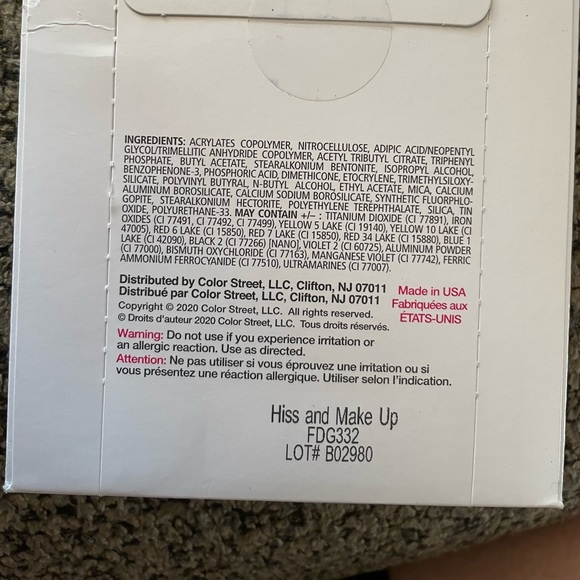 INGREDIENTS: ACRYLATES COPOLYMER, NITROCELLULOSE, ADIPIC ACID/NEOPENTYL
GLYCOL/TRIMELLITIC ANHYDRIDE COPOLYMER, ACETYL TRIBUTYL CITRATE, TRIPHENYL
PHOSPHATE, BUTYL ACETATE, STEARALKONIUM BENTONITE, ISOPROPYL ALCOHOL,
BENZOPHENONE-3, PHOSPHORIC ACID, DIMETHICONE, ETOCRYLENE, TRIMETHYLSILOXY-
SILICATE, POLYVINYL BUTYRAL, N-BUTYL ALCOHOL, ETHYL ACETATE, MICA, CALCIUM
ALUMINUM BOROSILICATE, CALCIUM SODIUM BOROSILICATE, SYNTHETIC FLUORPHLO-
GOPITE, STEARALKONIUM HECTORITE, POLYETHYLENE TEREPHTHALATE, SILICA, TIN
OXIDE, POLYURETHANE-33. MAY CONTAIN +/– : TITANIUM DIOXIDE (CI 77891), IRON
OXIDES (CI 77491, CI 77492, CI 77499), YELLOW 5 LAKE (CI 19140), YELLOW 10 LAKE (CI
47005), RED 6 LAKE (CI 15850), RED 7 LAKE (CI 15850), RED 34 LAKE (CI 15880), BLUE 1
LAKE (CI 42090), BLACK 2 (CI 77266) [NANO], VIOLET 2 (CI 60725), ALUMINUM POWDER
(CI 77000), BISMUTH OXYCHLORIDE (CI 77163), MANGANESE VIOLET (CI 77742), FERRIC
AMMONIUM FERROCYANIDE (CI 77510), ULTRAMARINES (CI 77007).
Distributed by Color Street, LLC, Clifton, NJ 07011
Distribué par Color Street, LLC, Clifton, NJ 07011
Copyright © 2020 Color Street, LLC. All rights reserved.
© Droits d'auteur 2020 Color Street, LLC. Tous droits réservés.
Made in USA
Fabriquées aux
ÉTATS-UNIS
Warning: Do not use if you experience irritation or
an allergic reaction. Use as directed.
Attention: Ne pas utiliser si vous éprouvez une irritation ou si
vous présentez une réaction allergique. Utiliser selon l'indication.
Hiss and Make Up
FDG332
LOT# B02980